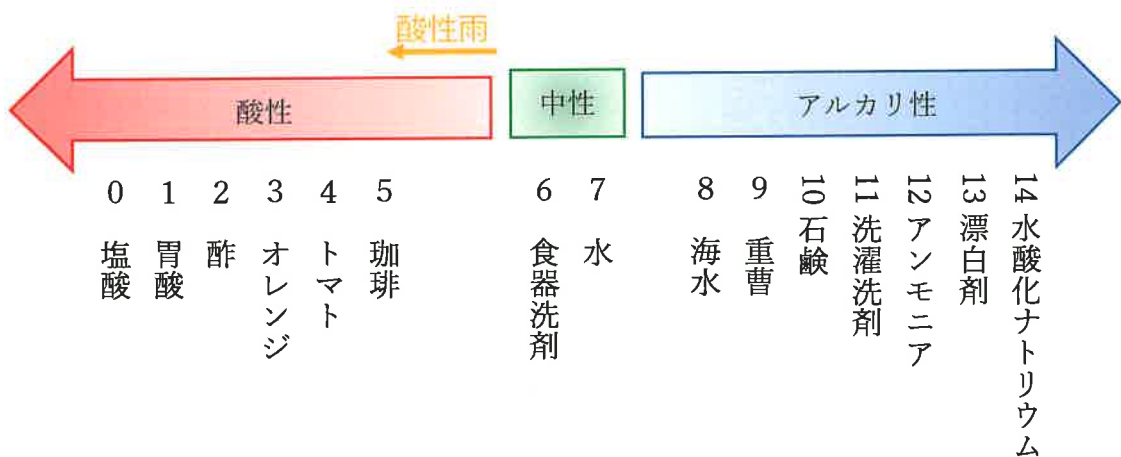 酸性雨
酸性
中性
アルカリ性
0 塩酸
1 胃酸
2 酢
3 オレンジ
4 トマト
5 珈琲
6 食器洗剤
7 水
8 海水
9 重曹
10 石鹸
11 洗濯洗剤
12 アンモニア
13 漂白剤
14 水酸化ナトリウム